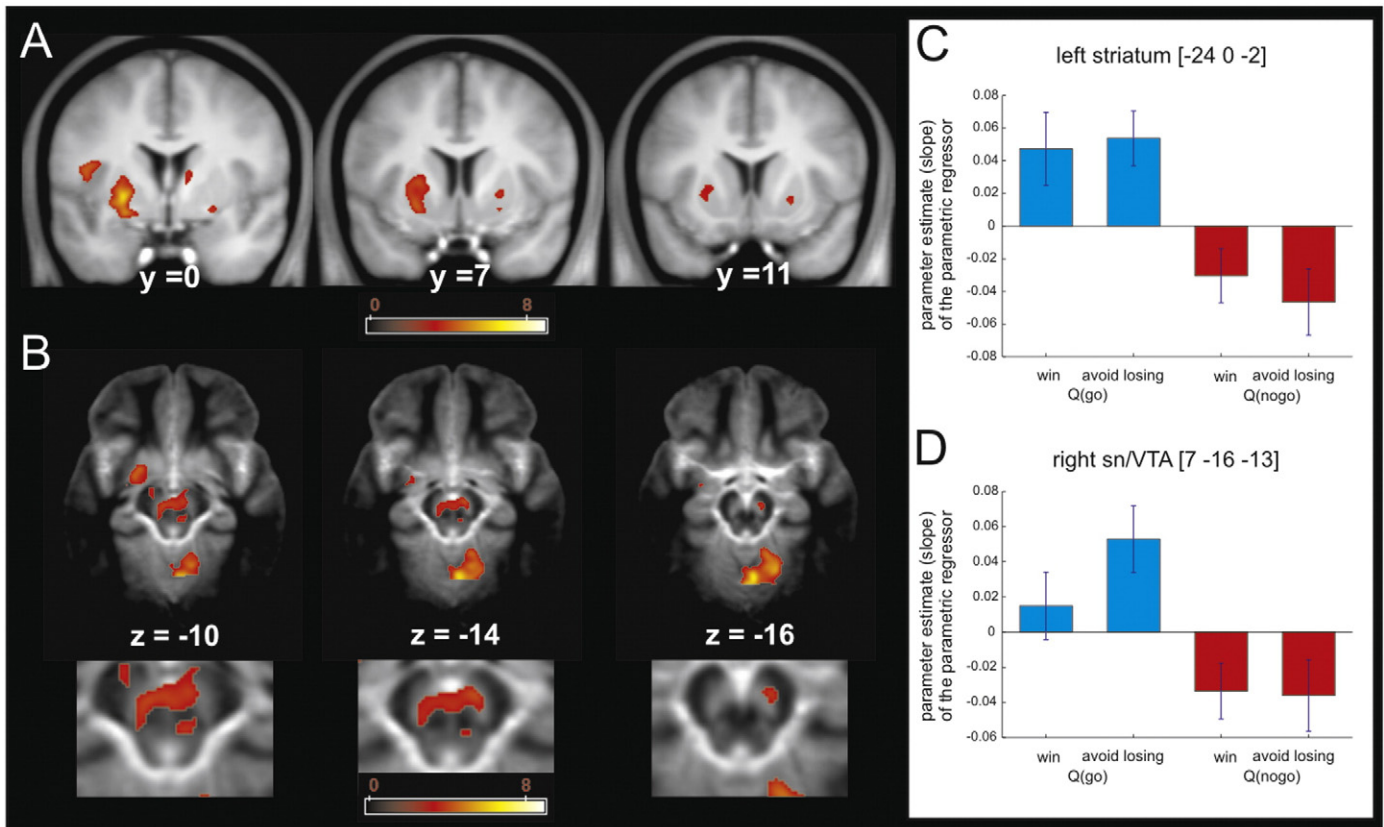 A
y =0
y =7
y =11
0 8
B
z = -10
z = -14
z = -16
0 8
C
left striatum [-24 0 -2]
parameter estimate (slope)
of the parametric regressor
0.08
0.06
0.04
0.02
0
-0.02
-0.04
-0.06
-0.08
win avoid losing win avoid losing
Q(go) Q(nogo)
D
right sn/VTA [7 -16 -13]
parameter estimate (slope)
of the parametric regressor
0.08
0.06
0.04
0.02
0
-0.02
-0.04
-0.06
win avoid losing win avoid losing
Q(go) Q(nogo)